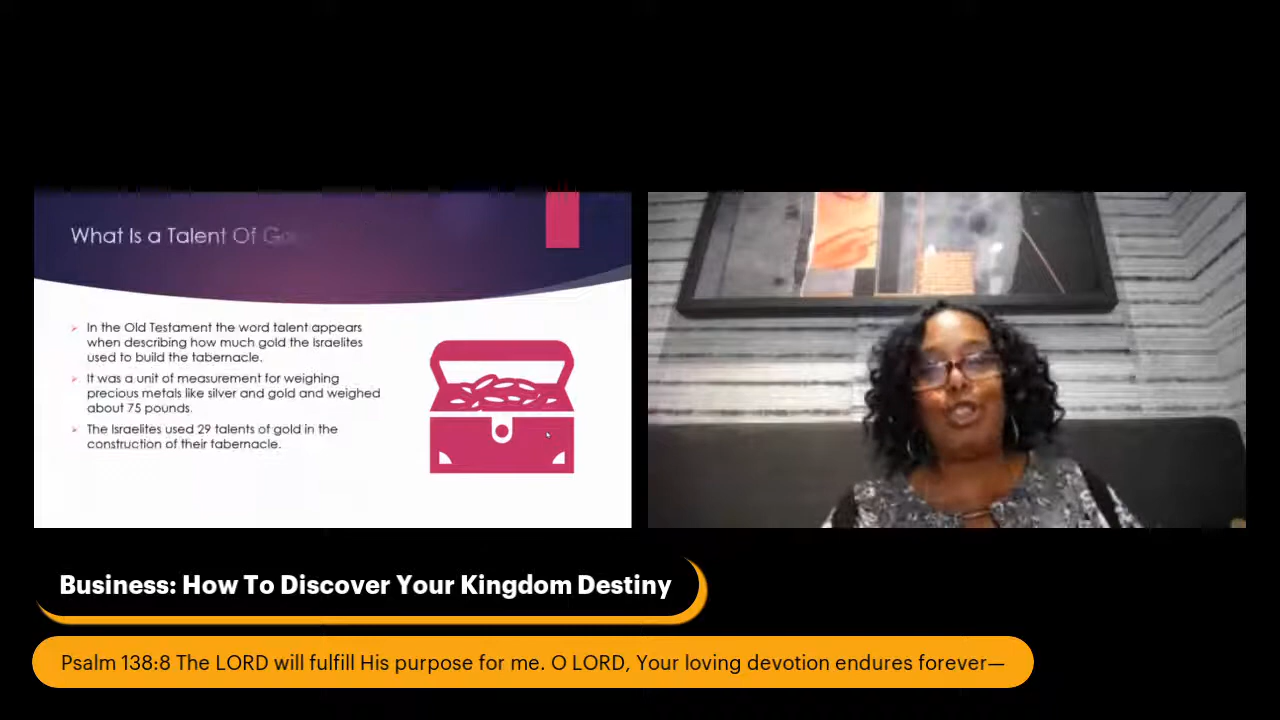 What Is a Talent Of
In the Old Testament the word talent appears
when describing how much gold the Israelites
used to build the tabernacle.
It was a unit of measurement for weighing
precious metals like silver and gold and weighed
about 75 pounds.
The Israelites used 29 talents of gold in the
construction of their tabernacle.
Business: How To Discover Your Kingdom Destiny
Psalm 138:8 The LORD will fulfill His purpose for me. O LORD, Your loving devotion endures forever—